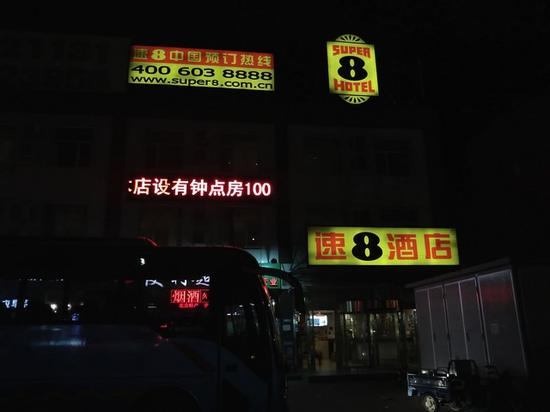 速8中国预订热线
400 603 8888
www.super8.com.cn
SUPER
8
HOTEL
店设有钟点房100
速8酒店
烟酒